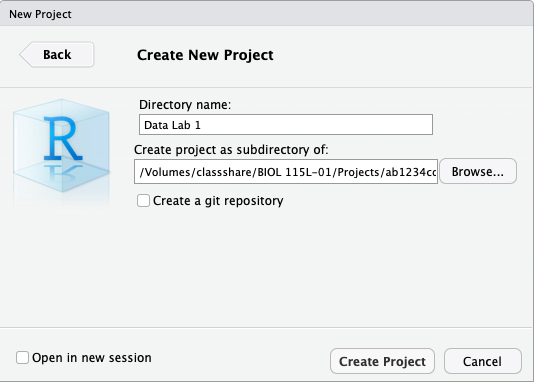 New Project
Back
Create New Project
R
Directory name:
Data Lab 1
Create project as subdirectory of:
/Volumes/classshare/BIOL 115L-01/Projects/ab1234cc
Browse...
Create a git repository
Open in new session
Create Project
Cancel